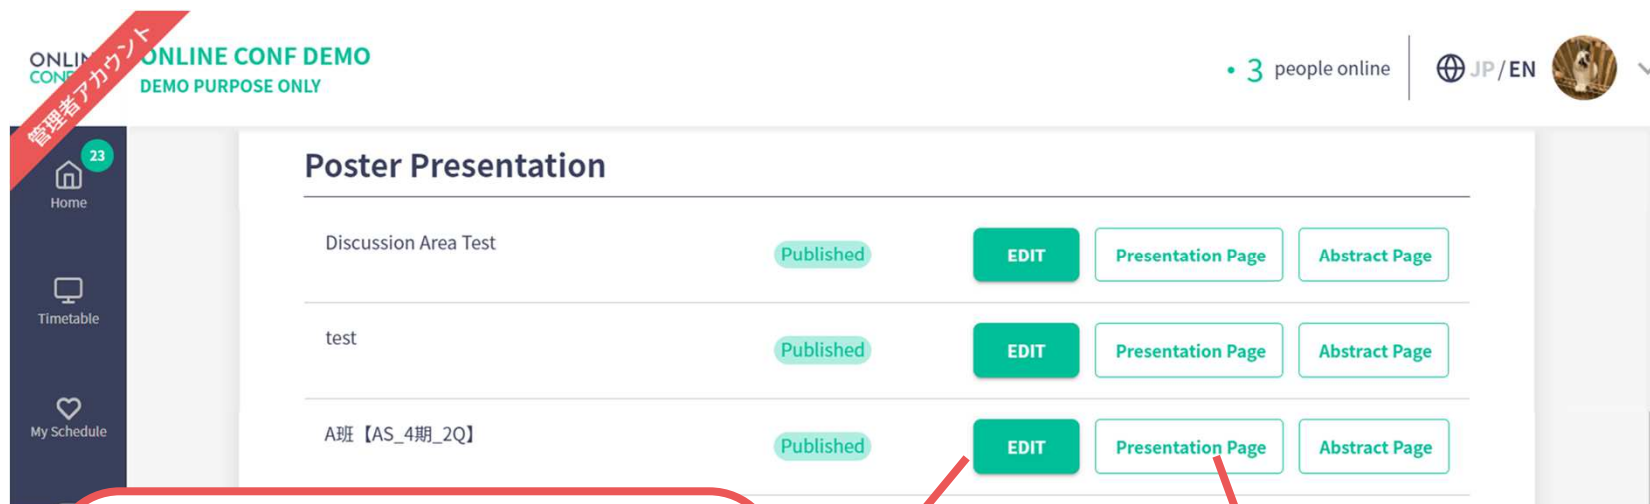 管理者アカウント
ONLINE CONF DEMO
DEMO PURPOSE ONLY
3 people online
JP/EN
23
Home
Timetable
My Schedule
Poster Presentation
Discussion Area Test Published EDIT Presentation Page Abstract Page
test Published EDIT Presentation Page Abstract Page
A班【AS_4期_2Q】 Published EDIT Presentation Page Abstract Page